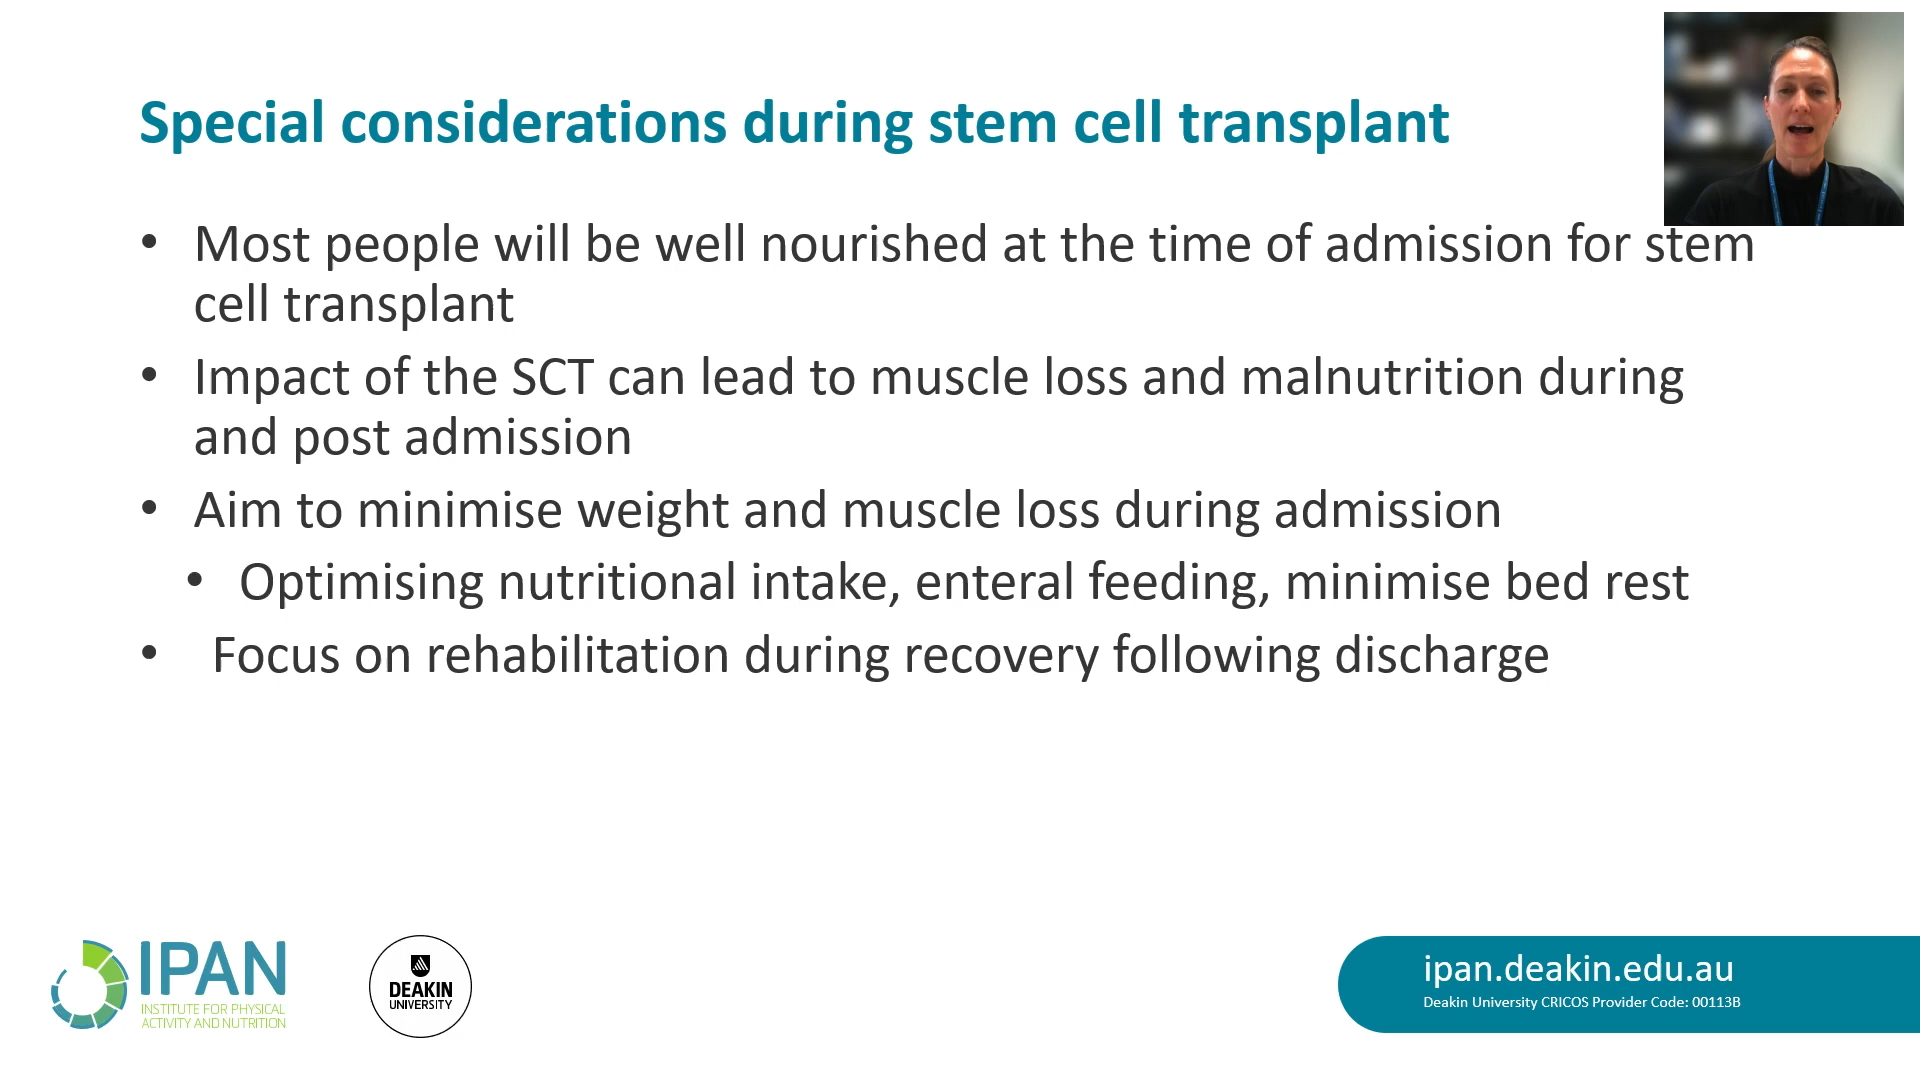 Special considerations during stem cell transplant
• Most people will be well nourished at the time of admission for stem
cell transplant
• Impact of the SCT can lead to muscle loss and malnutrition during
and post admission
• Aim to minimise weight and muscle loss during admission
• Optimising nutritional intake, enteral feeding, minimise bed rest
• Focus on rehabilitation during recovery following discharge
IPAN
INSTITUTE FOR PHYSICAL
ACTIVITY AND NUTRITION
DEAKIN
UNIVERSITY
ipan.deakin.edu.au
Deakin University CRICOS Provider Code: 00113B